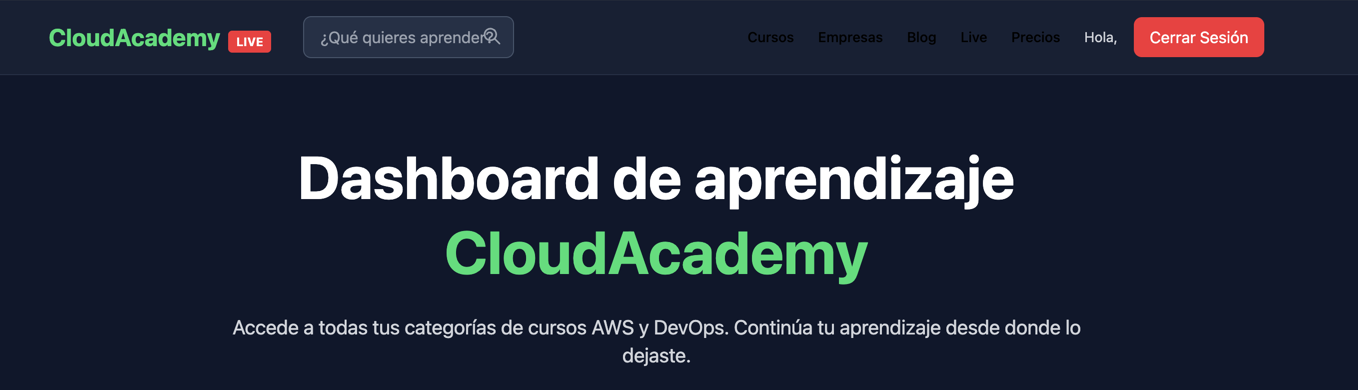 CloudAcademy LIVE ¿Qué quieres aprender? Cursos Empresas Blog Live Precios Hola, Cerrar Sesión
Dashboard de aprendizaje
CloudAcademy
Accede a todas tus categorías de cursos AWS y DevOps. Continúa tu aprendizaje desde donde lo
dejaste.